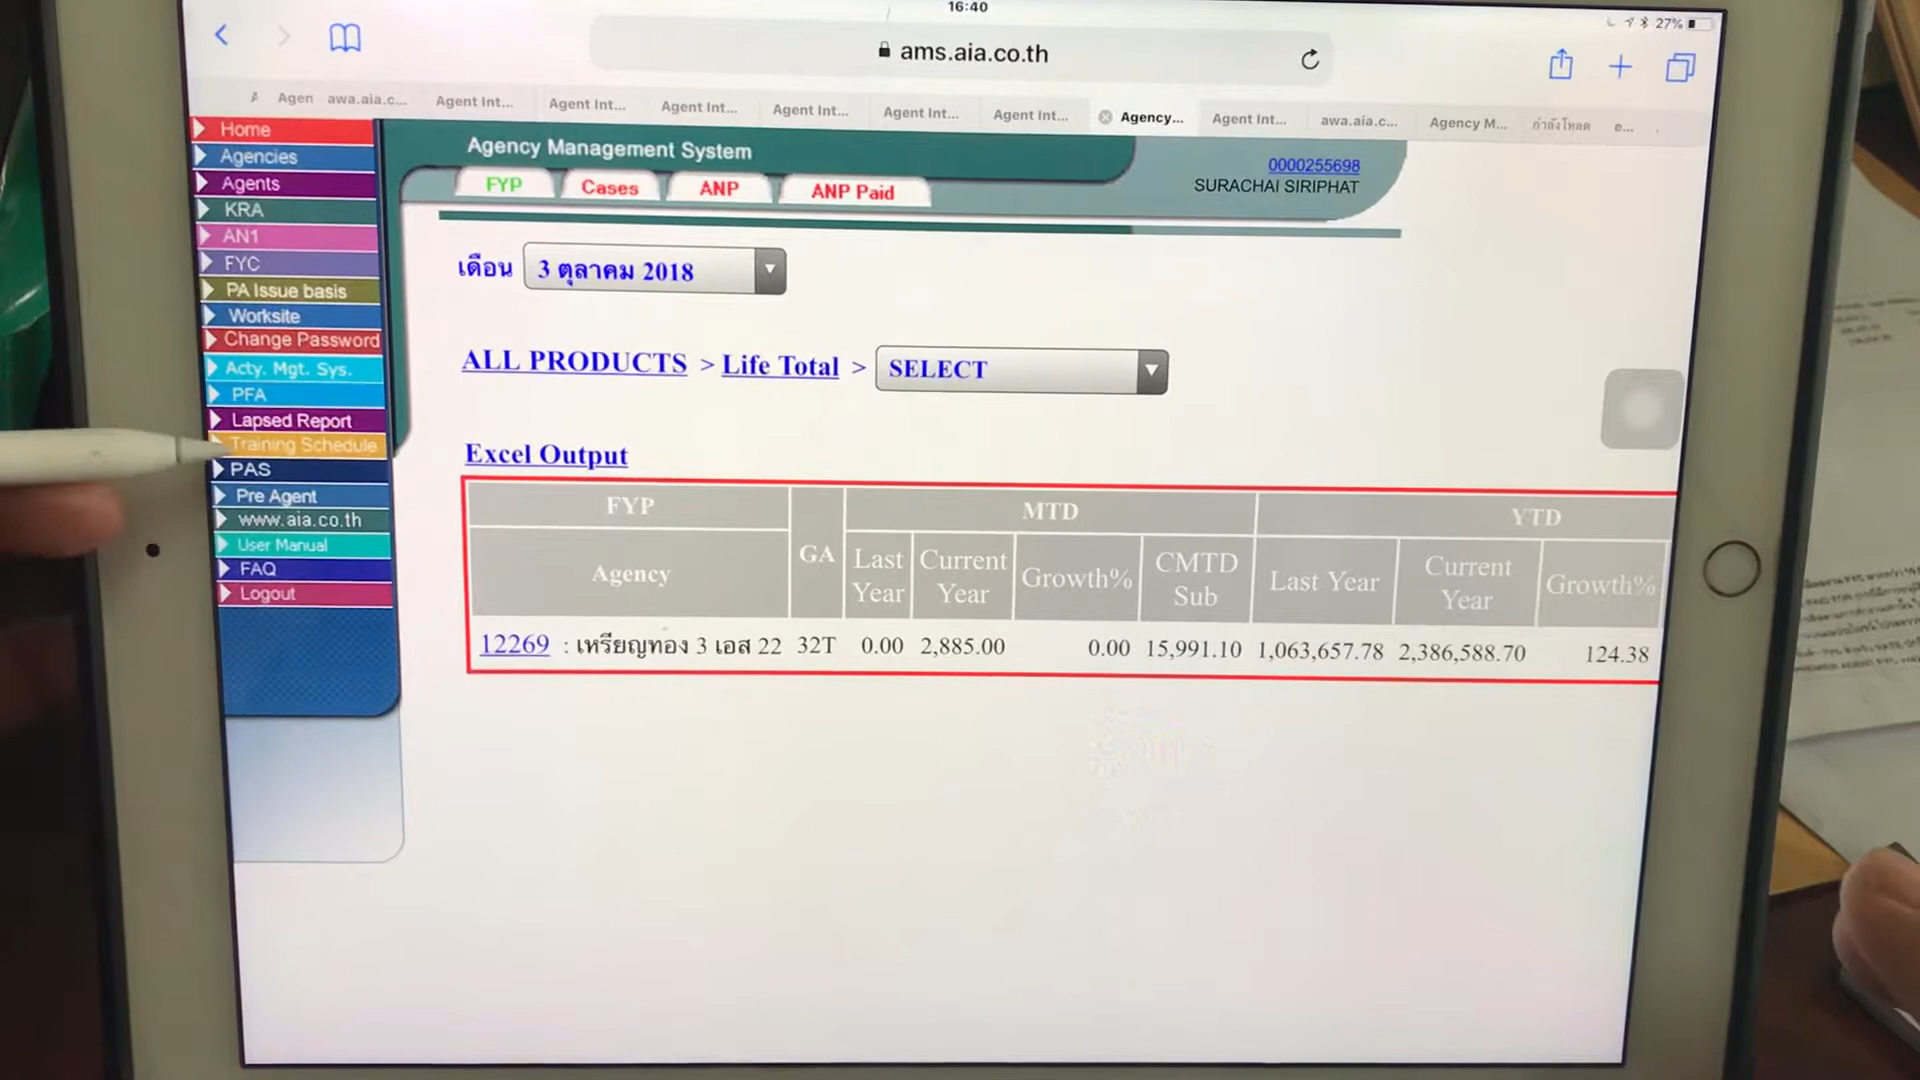 16:40
27%
ams.aia.co.th
Agen
awa.aia.c...
Agent Int...
Agent Int...
Agent Int...
Agent Int...
Agent Int...
Agent Int...
Agency...
Agent Int...
awa.aia.c...
Agency M...
กำลังโหลด
e...
Home
Agencies
Agents
KRA
AN1
FYC
PA Issue basis
Worksite
Change Password
Acty. Mgt. Sys.
PFA
Lapsed Report
Training Schedule
PAS
Pre Agent
www.aia.co.th
User Manual
FAQ
Logout
Agency Management System
0000255698
SURACHAI SIRIPHAT
FYP Cases ANP ANP Paid
เดือน 3 ตุลาคม 2018
ALL PRODUCTS > Life Total > SELECT
Excel Output
FYP GA MTD YTD
Agency Last Year Current Year Growth% CMTD Sub Last Year Current Year Growth%
12269 : เหรียญทอง 3 เอส 22 32T 0.00 2,885.00 0.00 15,991.10 1,063,657.78 2,386,588.70 124.38